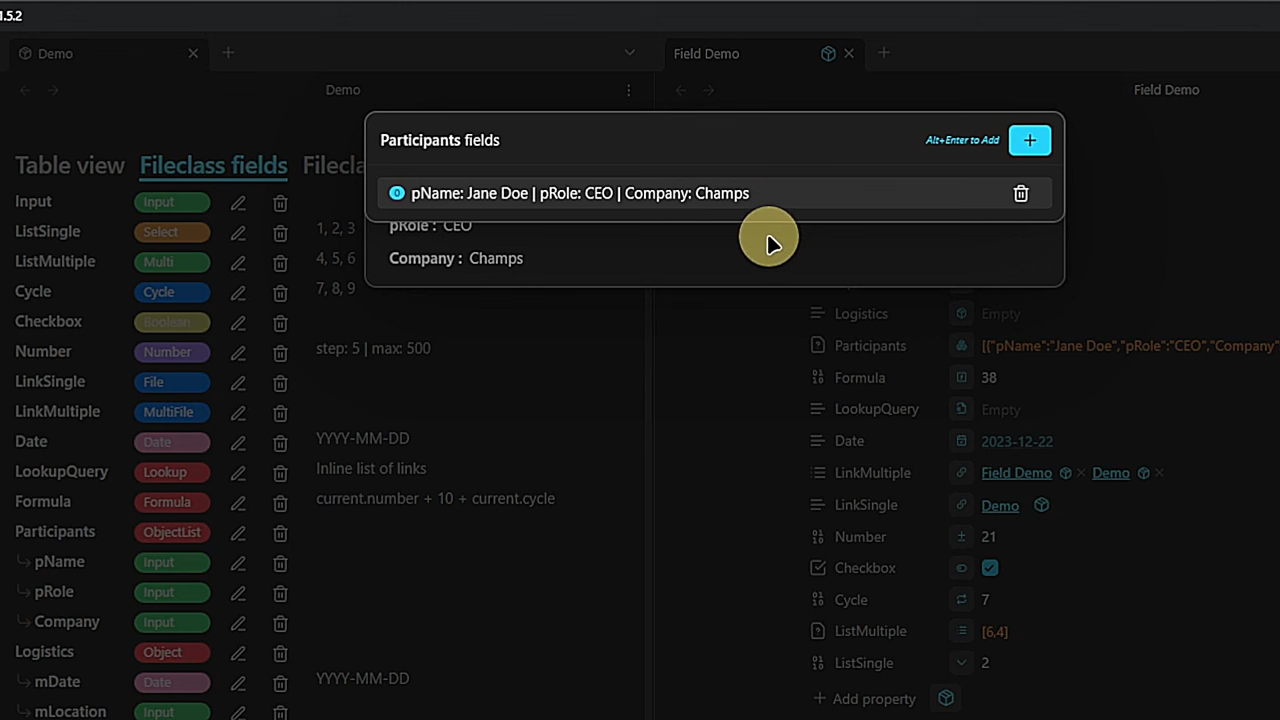 1.5.2
Demo
Field Demo
Demo
Field Demo
Participants fields
Alt+Enter to Add
0 pName: Jane Doe | pRole: CEO | Company: Champs
pRole : CEO
Company : Champs
Table view Fileclass fields Filecla
Input Input
ListSingle Select 1, 2, 3
ListMultiple Multi 4, 5, 6
Cycle Cycle 7, 8, 9
Checkbox Boolean
Number Number step: 5 | max: 500
LinkSingle File
LinkMultiple MultiFile
Date Date YYYY-MM-DD
LookupQuery Lookup Inline list of links
Formula Formula current.number + 10 + current.cycle
Participants ObjectList
pName Input
pRole Input
Company Input
Logistics Object
mDate Date YYYY-MM-DD
mLocation Input
Logistics Empty
Participants [{"pName":"Jane Doe","pRole":"CEO","Company"
Formula 38
LookupQuery Empty
Date 2023-12-22
LinkMultiple Field Demo Demo
LinkSingle Demo
Number 21
Checkbox
Cycle 7
ListMultiple [6,4]
ListSingle 2
Add property